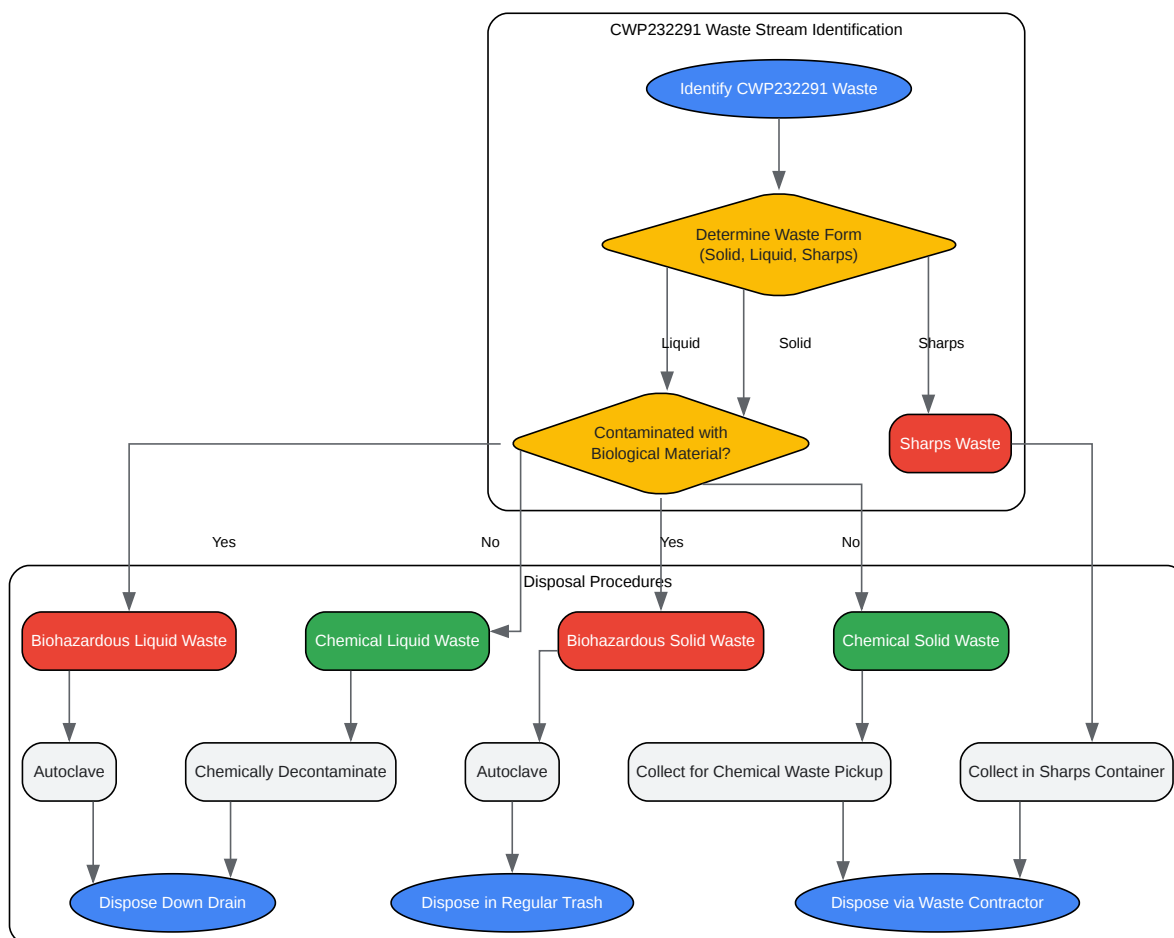 CWP232291 Waste Stream Identification
Identify CWP232291 Waste
Determine Waste Form
(Solid, Liquid, Sharps)
Liquid
Solid
Sharps
Contaminated with
Biological Material?
Sharps Waste
Yes
No
Yes
No
Disposal Procedures
Biohazardous Liquid Waste
Chemical Liquid Waste
Biohazardous Solid Waste
Chemical Solid Waste
Autoclave
Chemically Decontaminate
Autoclave
Collect for Chemical Waste Pickup
Collect in Sharps Container
Dispose Down Drain
Dispose in Regular Trash
Dispose via Waste Contractor